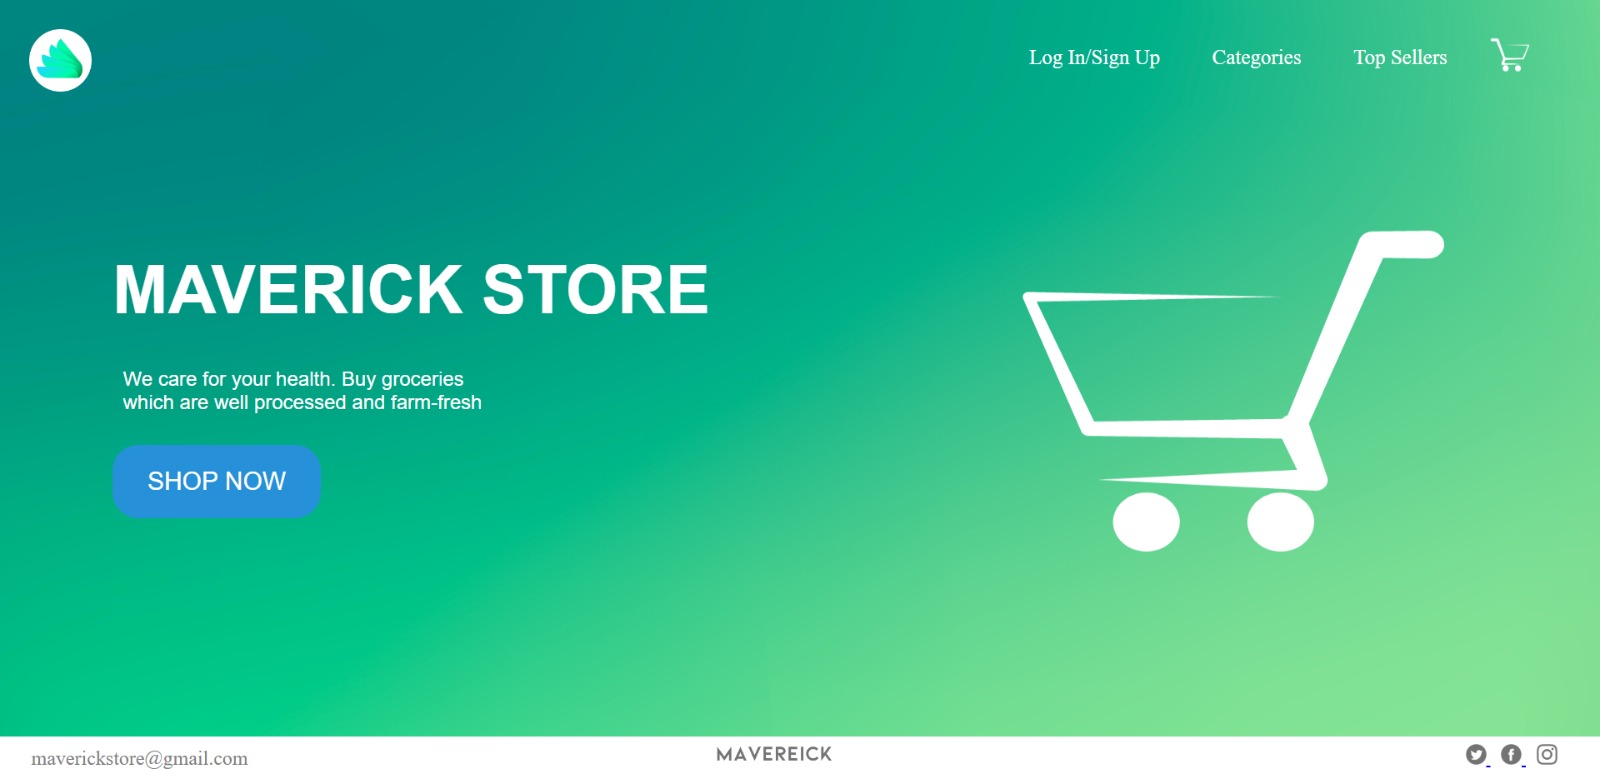 Log In/Sign Up
Categories
Top Sellers
MAVERICK STORE
We care for your health. Buy groceries
which are well processed and farm-fresh
SHOP NOW
maverickstore@gmail.com
MAVEREICK